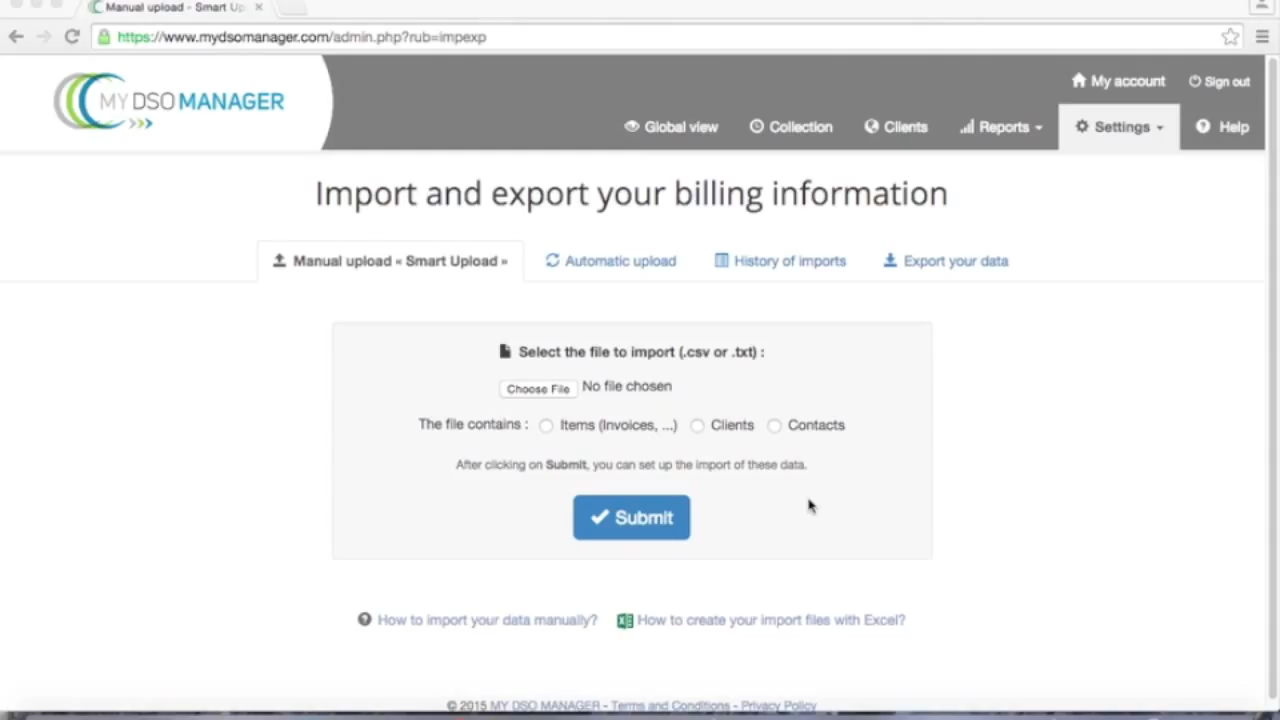 Manual upload - Smart Up
https://www.mydsomanager.com/admin.php?rub=impexp
MY DSO MANAGER
My account
Sign out
Global view
Collection
Clients
Reports
Settings
Help
Import and export your billing information
Manual upload « Smart Upload »
Automatic upload
History of imports
Export your data
Select the file to import (.csv or .txt) :
Choose File No file chosen
The file contains : Items (Invoices, ...) Clients Contacts
After clicking on Submit, you can set up the import of these data.
Submit
How to import your data manually?
How to create your import files with Excel?
© 2015 MY DSO MANAGER - Terms and Conditions - Privacy Policy